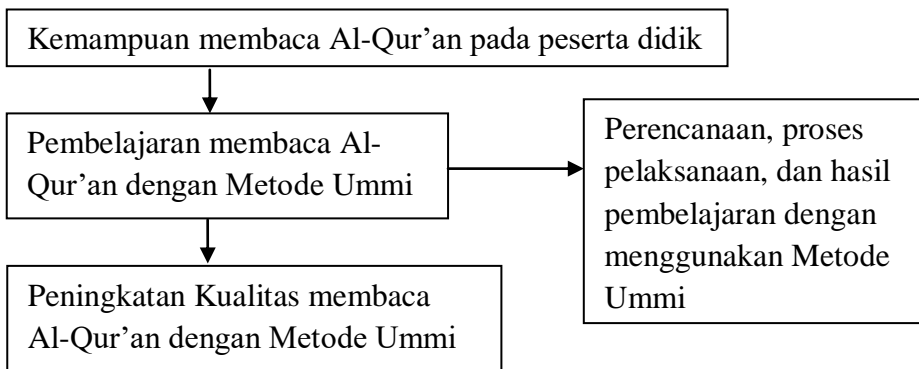 Kemampuan membaca Al-Qur’an pada peserta didik
Pembelajaran membaca Al-
Qur’an dengan Metode Ummi
Perencanaan, proses
pelaksanaan, dan hasil
pembelajaran dengan
menggunakan Metode
Ummi
Peningkatan Kualitas membaca
Al-Qur’an dengan Metode Ummi